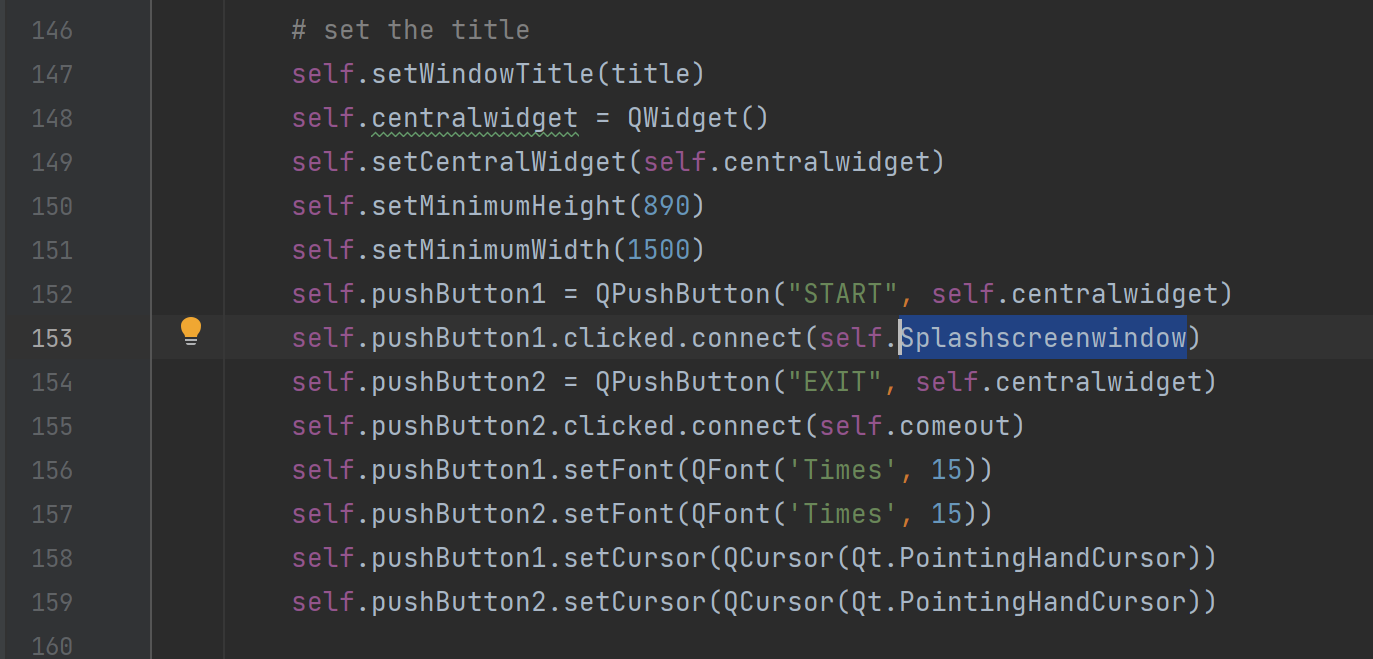 146 # set the title
147 self.setWindowTitle(title)
148 self.centralwidget = QWidget()
149 self.setCentralWidget(self.centralwidget)
150 self.setMinimumHeight(890)
151 self.setMinimumWidth(1500)
152 self.pushButton1 = QPushButton("START", self.centralwidget)
153 self.pushButton1.clicked.connect(self.Splashscreenwindow)
154 self.pushButton2 = QPushButton("EXIT", self.centralwidget)
155 self.pushButton2.clicked.connect(self.comeout)
156 self.pushButton1.setFont(QFont('Times', 15))
157 self.pushButton2.setFont(QFont('Times', 15))
158 self.pushButton1.setCursor(QCursor(Qt.PointingHandCursor))
159 self.pushButton2.setCursor(QCursor(Qt.PointingHandCursor))
160